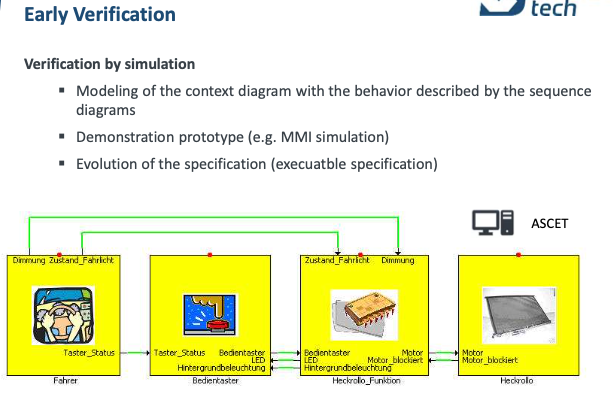 Early Verification
tech
Verification by simulation
▪ Modeling of the context diagram with the behavior described by the sequence
diagrams
▪ Demonstration prototype (e.g. MMI simulation)
▪ Evolution of the specification (execuatble specification)
ASCET
Dimmung Zustand_Fahrlicht
Zustand_Fahrlicht Dimmung
Taster_Status
Taster_Status Bedientaster
LED
Hintergrundbeleuchtung
Bedientaster Motor
LED Motor_blockiert
Hintergrundbeleuchtung
Motor
Motor_blockiert
Fahrer
Bedientaster
Heckrollo_Funktion
Heckrollo